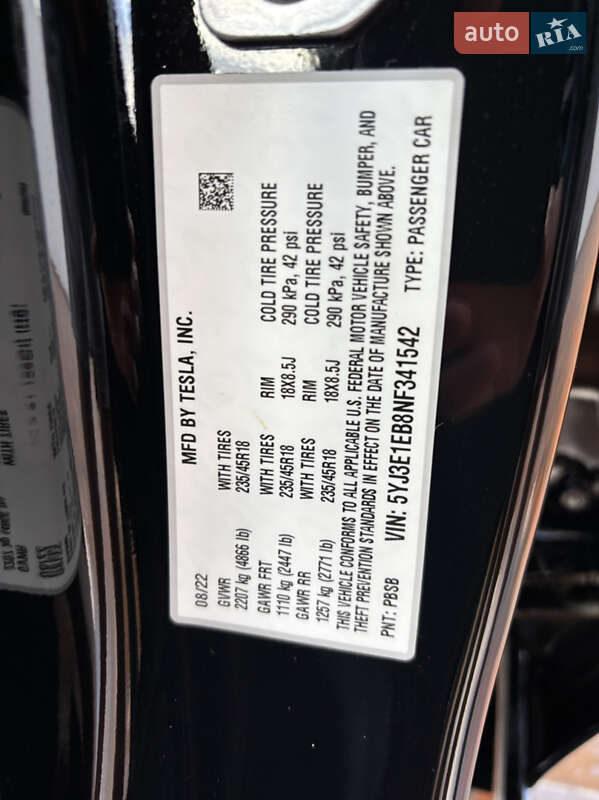 auto RIA.com
MFD BY TESLA, INC.
08/22
GVWR
2207 kg (4866 lb)
WITH TIRES
235/45R18
GAWR FRT WITH TIRES RIM COLD TIRE PRESSURE
1110 kg (2447 lb) 235/45R18 18X8.5J 290 kPa, 42 psi
GAWR RR WITH TIRES RIM COLD TIRE PRESSURE
1257 kg (2771 lb) 235/45R18 18X8.5J 290 kPa, 42 psi
THIS VEHICLE CONFORMS TO ALL APPLICABLE U.S. FEDERAL MOTOR VEHICLE SAFETY, BUMPER, AND
THEFT PREVENTION STANDARDS IN EFFECT ON THE DATE OF MANUFACTURE SHOWN ABOVE.
PNT: PBSB VIN: 5YJ3E1EB8NF341542 TYPE: PASSENGER CAR